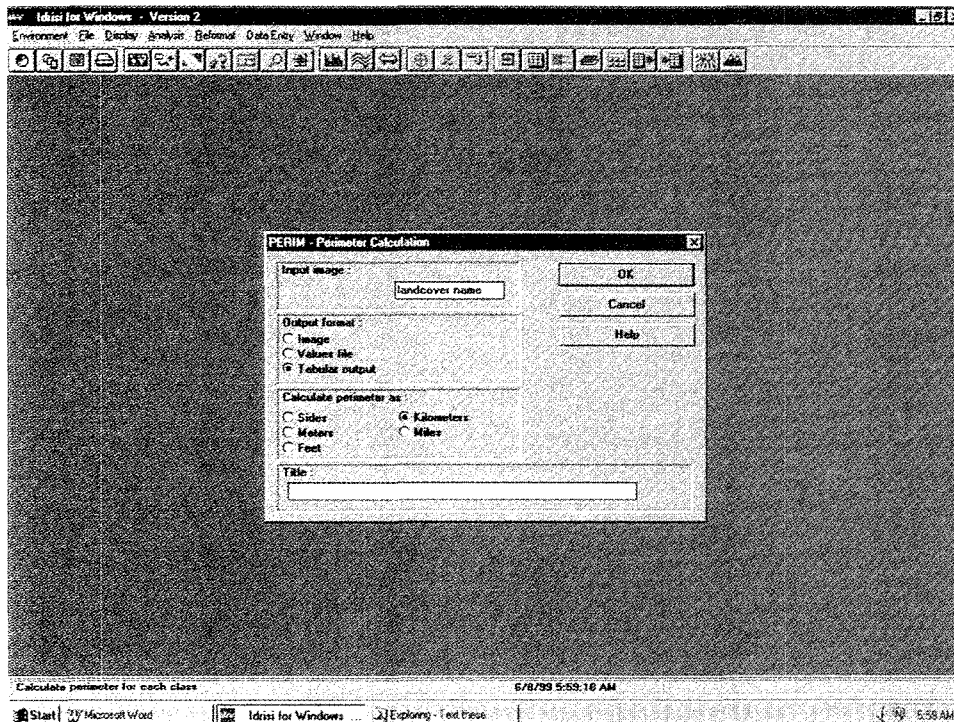 Idrisi for Windows - Version 2
Environment File Display Analysis Reformat Data Entry Window Help
PERIM - Perimeter Calculation
Input image :
landcover name
OK
Cancel
Help
Output format :
Image
Values file
Tabular output
Calculate perimeter as :
Sides
Kilometers
Meters
Miles
Feet
Title :
Calculate perimeter for each class
6/8/99 5:59:18 AM
Start
Microsoft Word
Idrisi for Windows ...
Exploring - Text these
5:59 AM